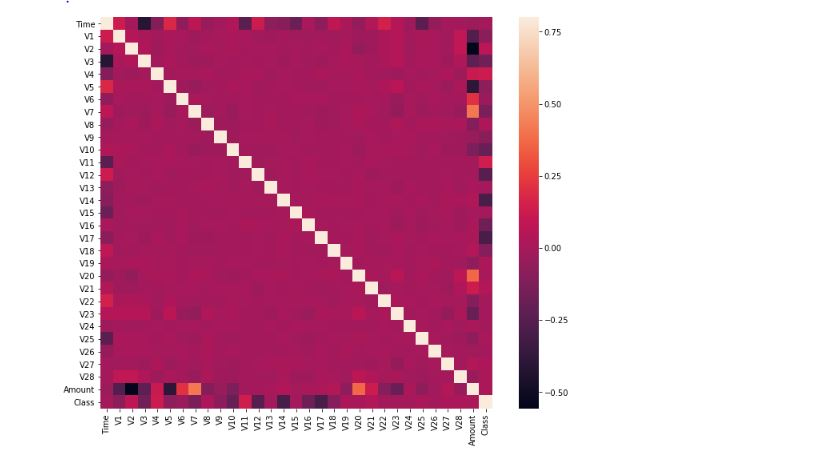 Time
V1
V2
V3
V4
V5
V6
V7
V8
V9
V10
V11
V12
V13
V14
V15
V16
V17
V18
V19
V20
V21
V22
V23
V24
V25
V26
V27
V28
Amount
Class
Time V1 V2 V3 V4 V5 V6 V7 V8 V9 V10 V11 V12 V13 V14 V15 V16 V17 V18 V19 V20 V21 V22 V23 V24 V25 V26 V27 V28 Amount Class
0.75
0.50
0.25
0.00
−0.25
−0.50